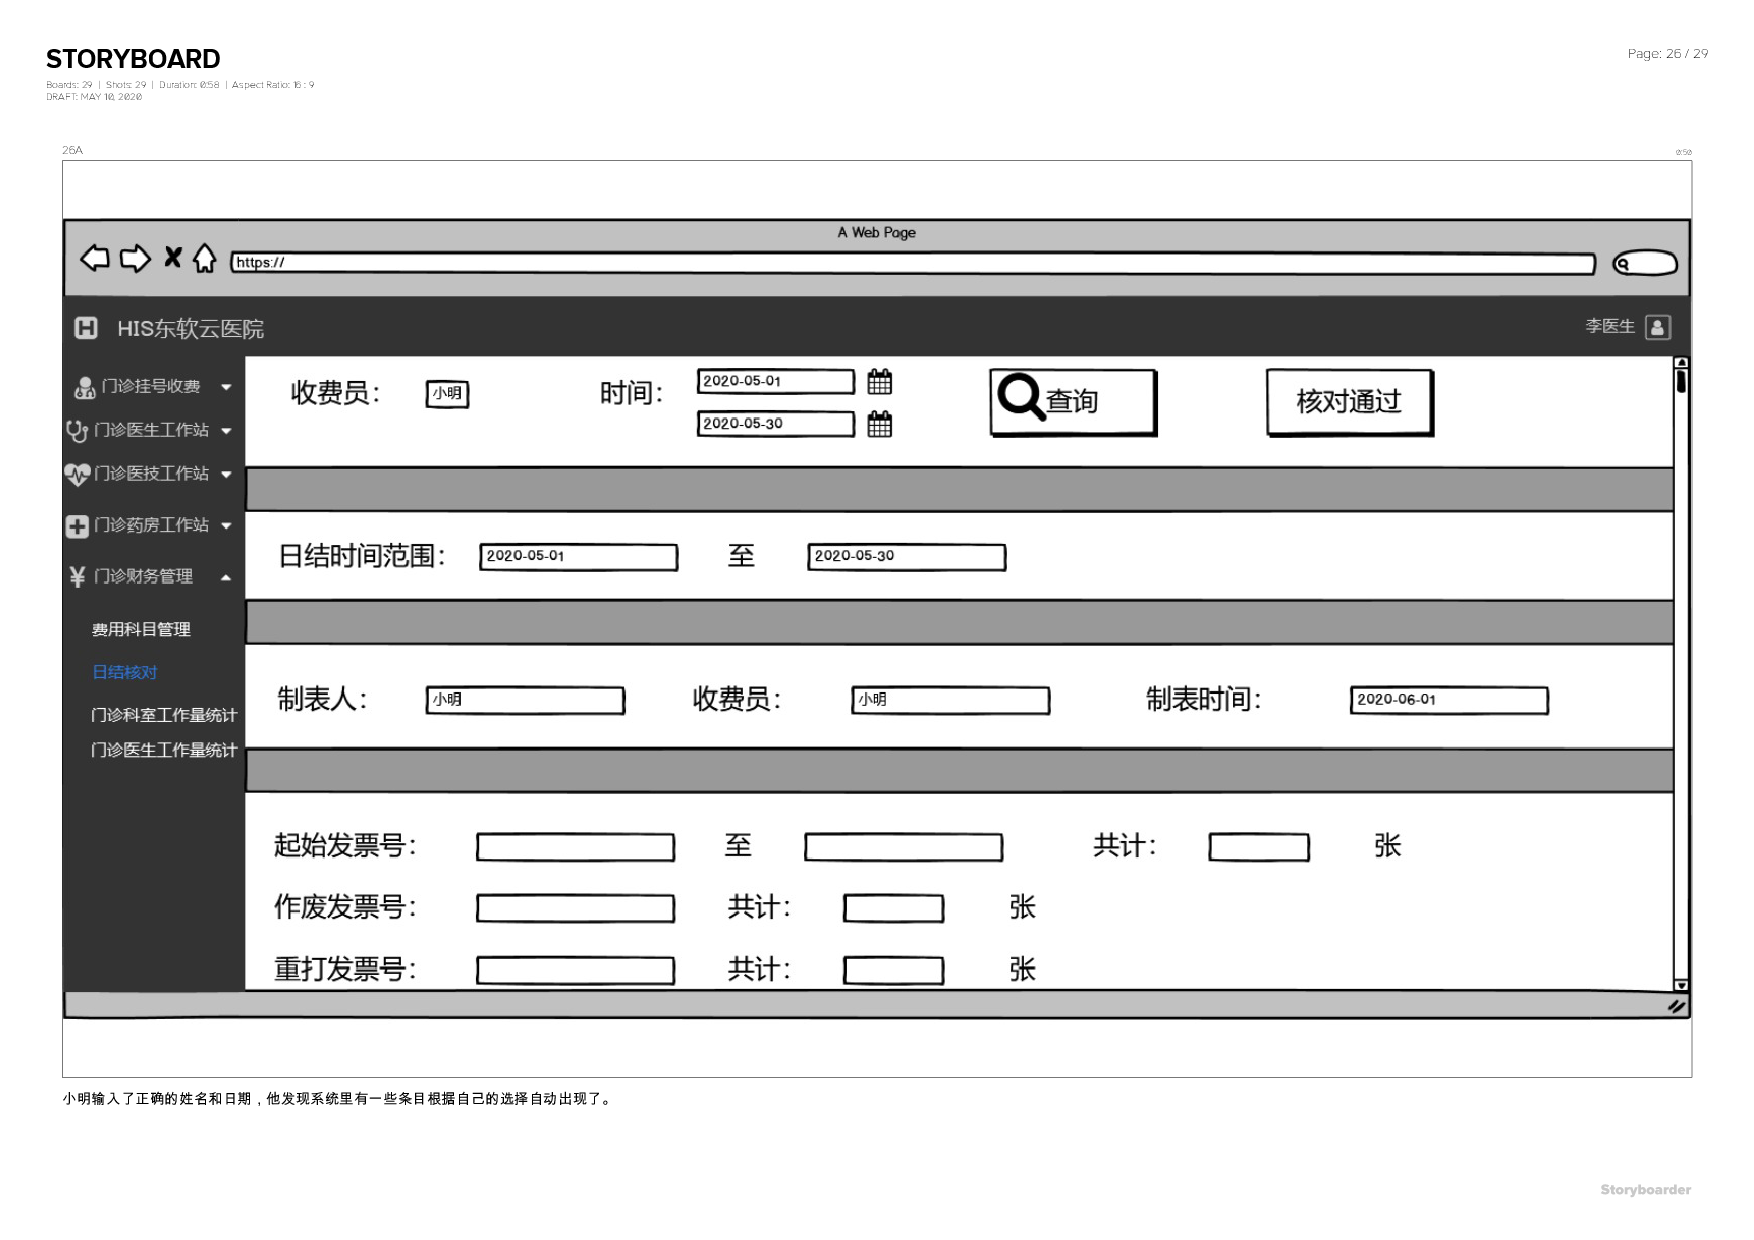 STORYBOARD
Page: 26 / 29
Boards: 29 | Shots: 29 | Duration: 0:58 | Aspect Ratio: 16 : 9
DRAFT: MAY 10, 2020
26A
0:50
A Web Page
https://
HIS东软云医院
李医生
门诊挂号收费
门诊医生工作站
门诊医技工作站
门诊药房工作站
门诊财务管理
费用科目管理
日结核对
门诊科室工作量统计
门诊医生工作量统计
收费员： 小明 时间： 2020-05-01 查询 核对通过
2020-05-30
日结时间范围： 2020-05-01 至 2020-05-30
制表人： 小明 收费员： 小明 制表时间： 2020-06-01
起始发票号： 至 共计： 张
作废发票号： 共计： 张
重打发票号： 共计： 张
小明输入了正确的姓名和日期，他发现系统里有一些条目根据自己的选择自动出现了。
Storyboarder